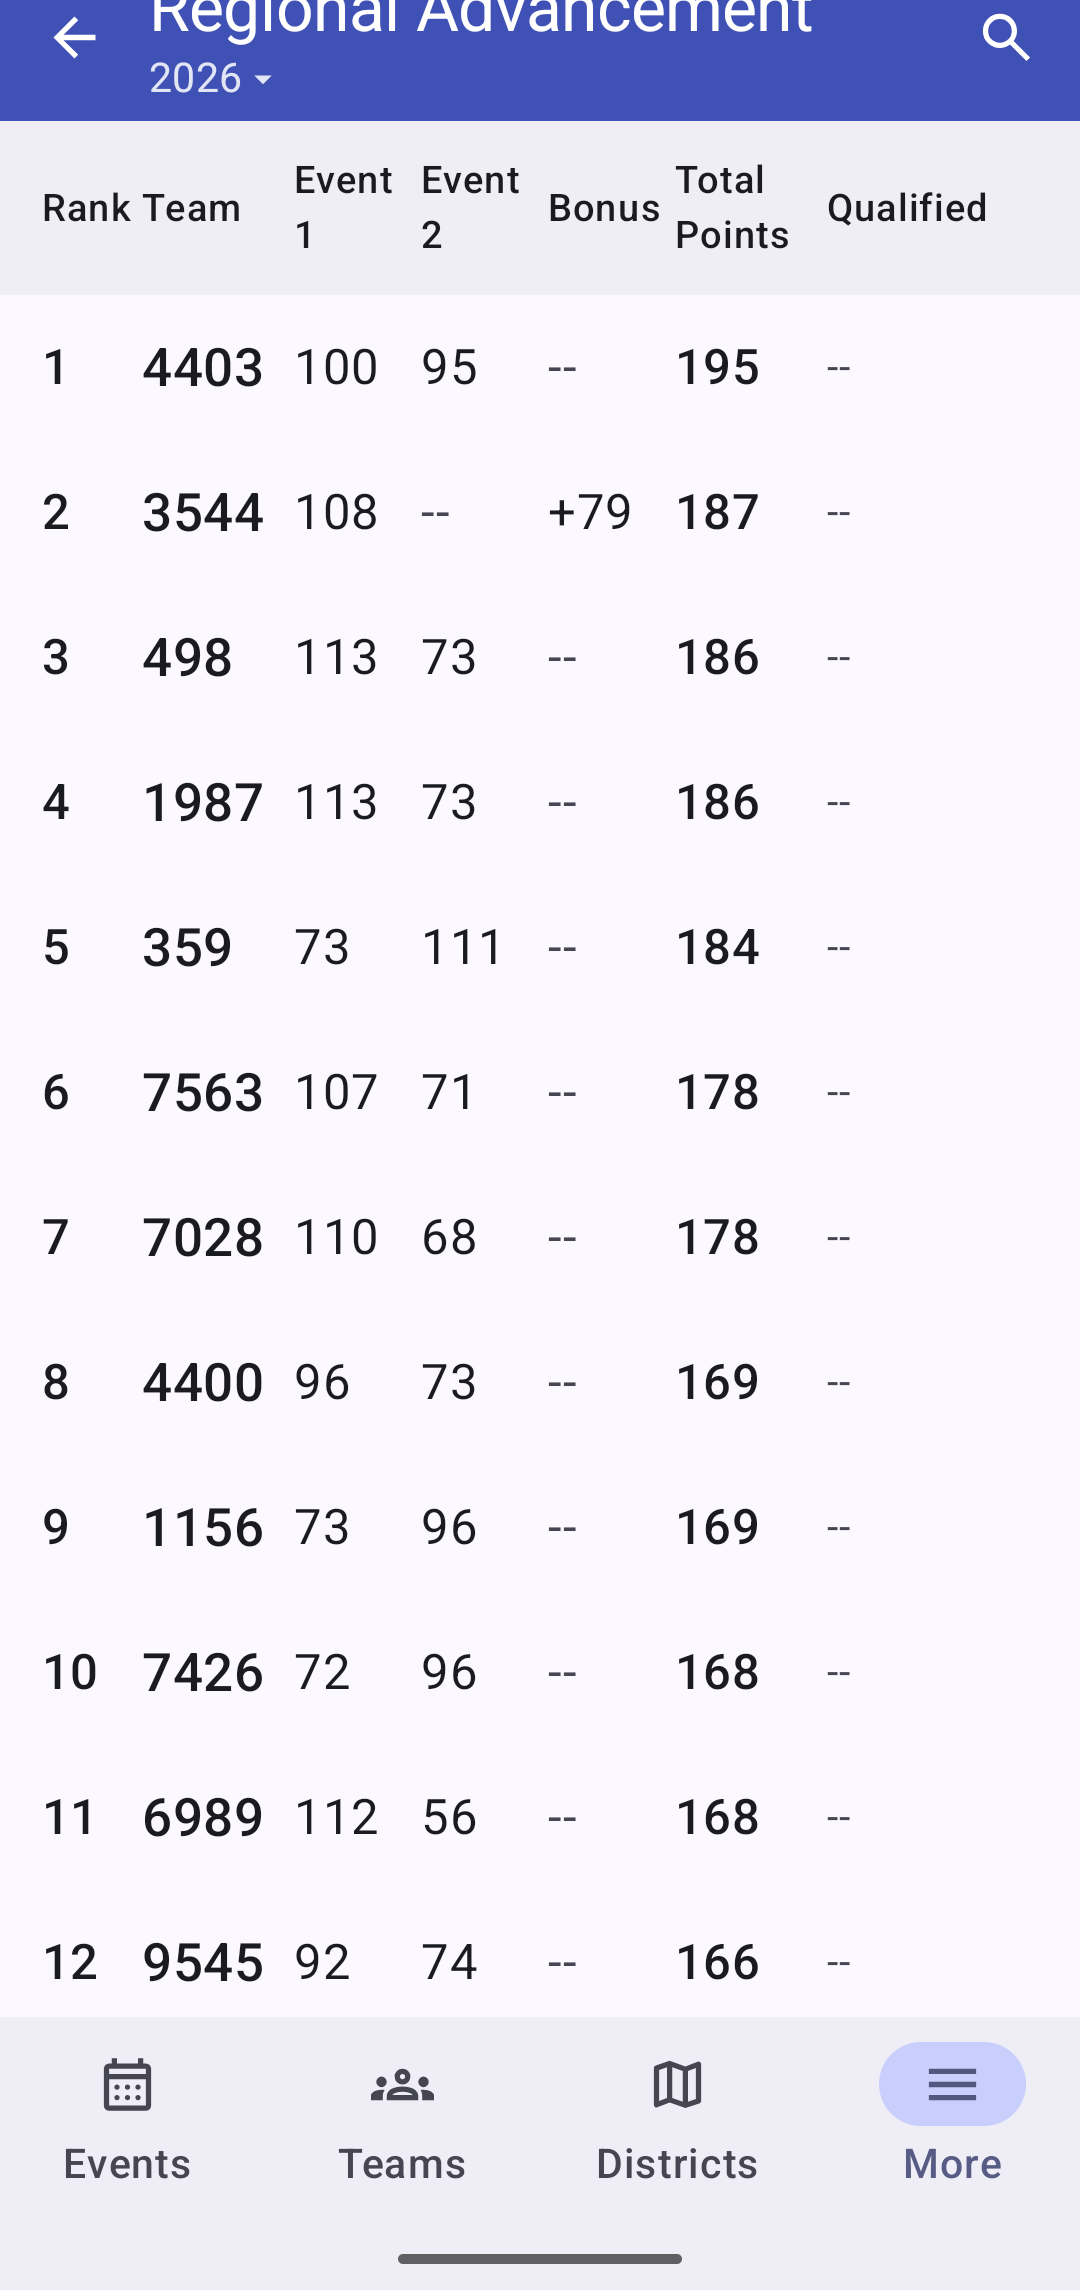 Regional Advancement
2026
Rank Team Event 1 Event 2 Bonus Total Points Qualified
1 4403 100 95 -- 195 --
2 3544 108 -- +79 187 --
3 498 113 73 -- 186 --
4 1987 113 73 -- 186 --
5 359 73 111 -- 184 --
6 7563 107 71 -- 178 --
7 7028 110 68 -- 178 --
8 4400 96 73 -- 169 --
9 1156 73 96 -- 169 --
10 7426 72 96 -- 168 --
11 6989 112 56 -- 168 --
12 9545 92 74 -- 166 --
Events Teams Districts More